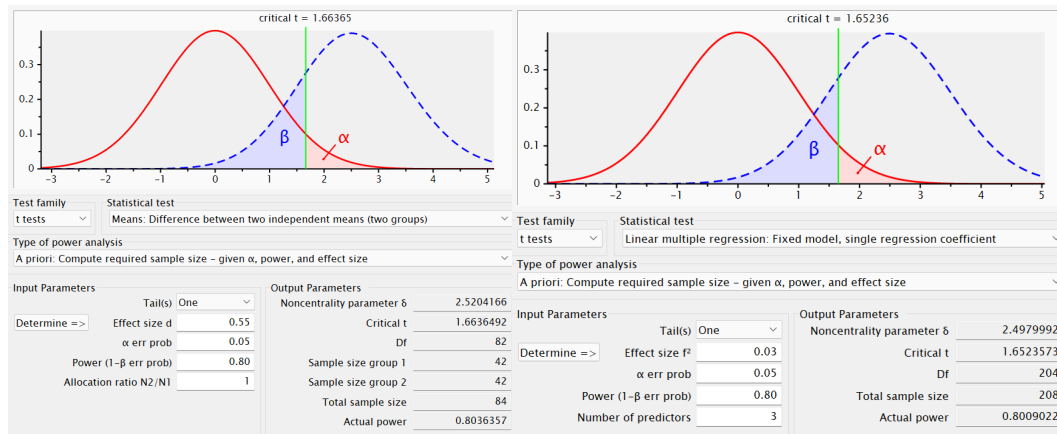 critical t = 1.66365
0.3
0.2
0.1
0
β
α
-3 -2 -1 0 1 2 3 4 5
Test family
Statistical test
t tests
Means: Difference between two independent means (two groups)
Type of power analysis
A priori: Compute required sample size – given α, power, and effect size
Input Parameters
Tail(s) One
Determine =>
Effect size d 0.55
α err prob 0.05
Power (1-β err prob) 0.80
Allocation ratio N2/N1 1
Output Parameters
Noncentrality parameter δ 2.5204166
Critical t 1.6636492
Df 82
Sample size group 1 42
Sample size group 2 42
Total sample size 84
Actual power 0.8036357
critical t = 1.65236
0.3
0.2
0.1
0
β
α
-3 -2 -1 0 1 2 3 4 5
Test family
Statistical test
t tests
Linear multiple regression: Fixed model, single regression coefficient
Type of power analysis
A priori: Compute required sample size – given α, power, and effect size
Input Parameters
Tail(s) One
Determine =>
Effect size f² 0.03
α err prob 0.05
Power (1-β err prob) 0.80
Number of predictors 3
Output Parameters
Noncentrality parameter δ 2.4979992
Critical t 1.6523573
Df 204
Total sample size 208
Actual power 0.8009022